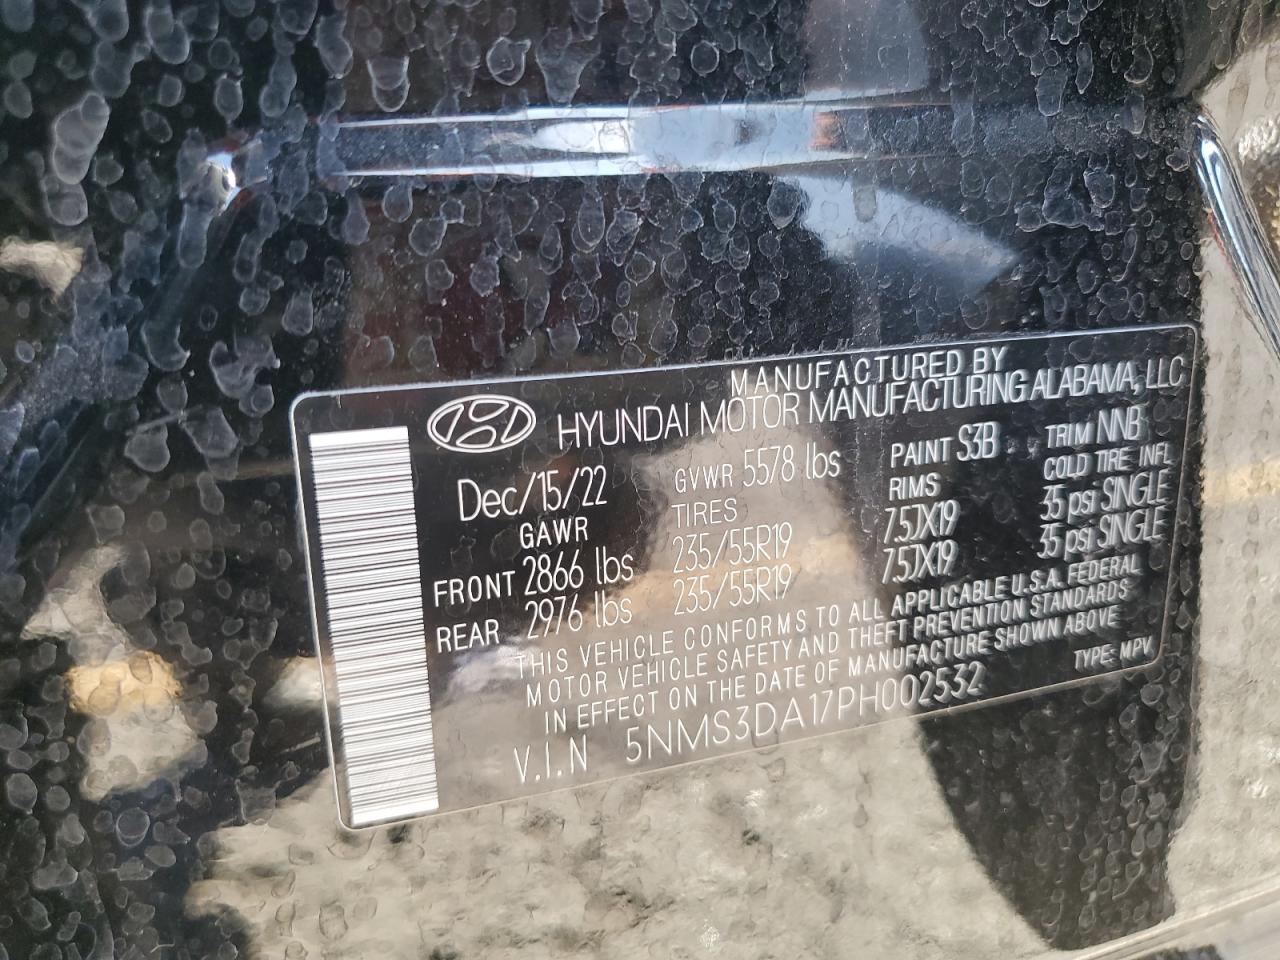 MANUFACTURED BY
HYUNDAI MOTOR MANUFACTURING ALABAMA, LLC
Dec/15/22 GVWR 5578 lbs PAINT S3B TRIM NNB
GAWR TIRES RIMS COLD TIRE INFL
FRONT 2866 lbs 235/55R19 7.5JX19 35 psi SINGLE
REAR 2976 lbs 235/55R19 7.5JX19 35 psi SINGLE
THIS VEHICLE CONFORMS TO ALL APPLICABLE U.S.A. FEDERAL
MOTOR VEHICLE SAFETY AND THEFT PREVENTION STANDARDS
IN EFFECT ON THE DATE OF MANUFACTURE SHOWN ABOVE
V.I.N 5NMS3DA17PH002532 TYPE: MPV